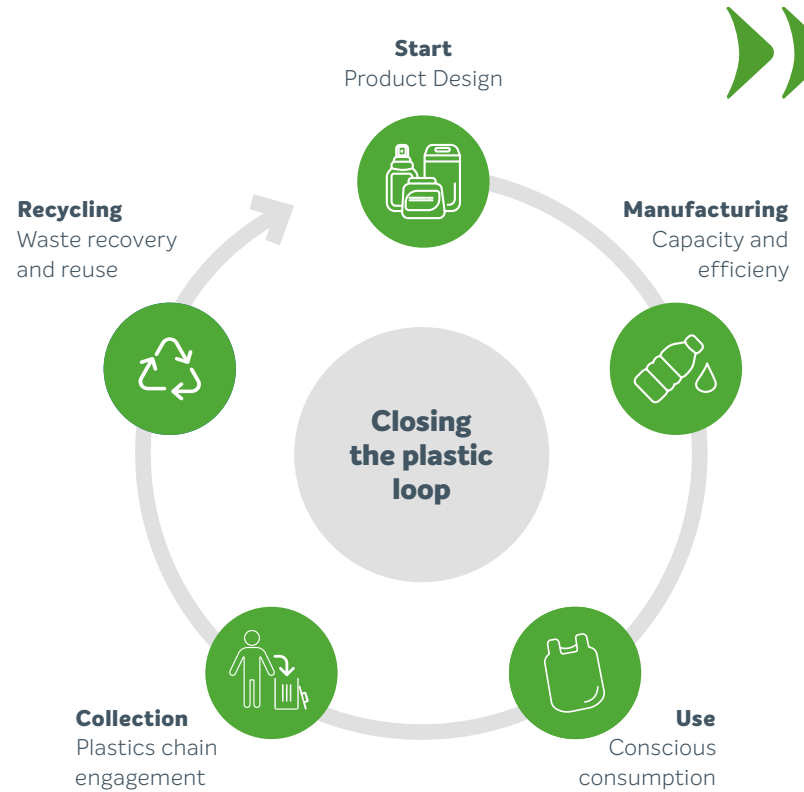 Start
Product Design
Manufacturing
Capacity and
efficieny
Use
Conscious
consumption
Collection
Plastics chain
engagement
Recycling
Waste recovery
and reuse
Closing
the plastic
loop